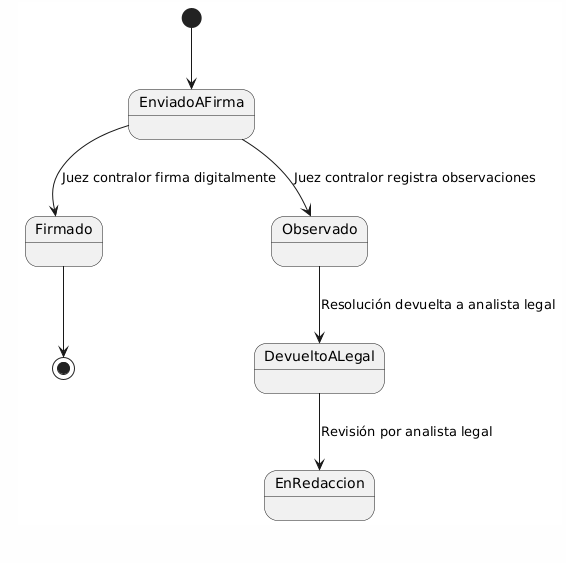 EnviadoAFirma
Juez contralor firma digitalmente
Juez contralor registra observaciones
Firmado
Observado
Resolución devuelta a analista legal
DevueltoALegal
Revisión por analista legal
EnRedaccion